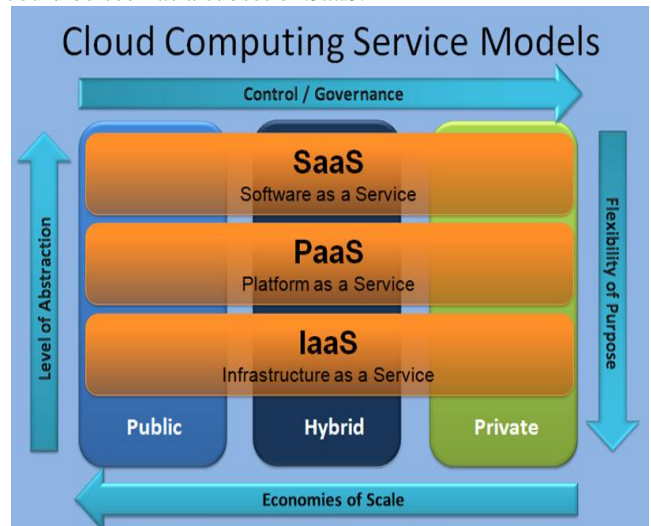 Cloud Computing Service Models
Control / Governance
Level of Abstraction
SaaS
Software as a Service
PaaS
Platform as a Service
IaaS
Infrastructure as a Service
Flexibility of Purpose
Public
Hybrid
Private
Economies of Scale